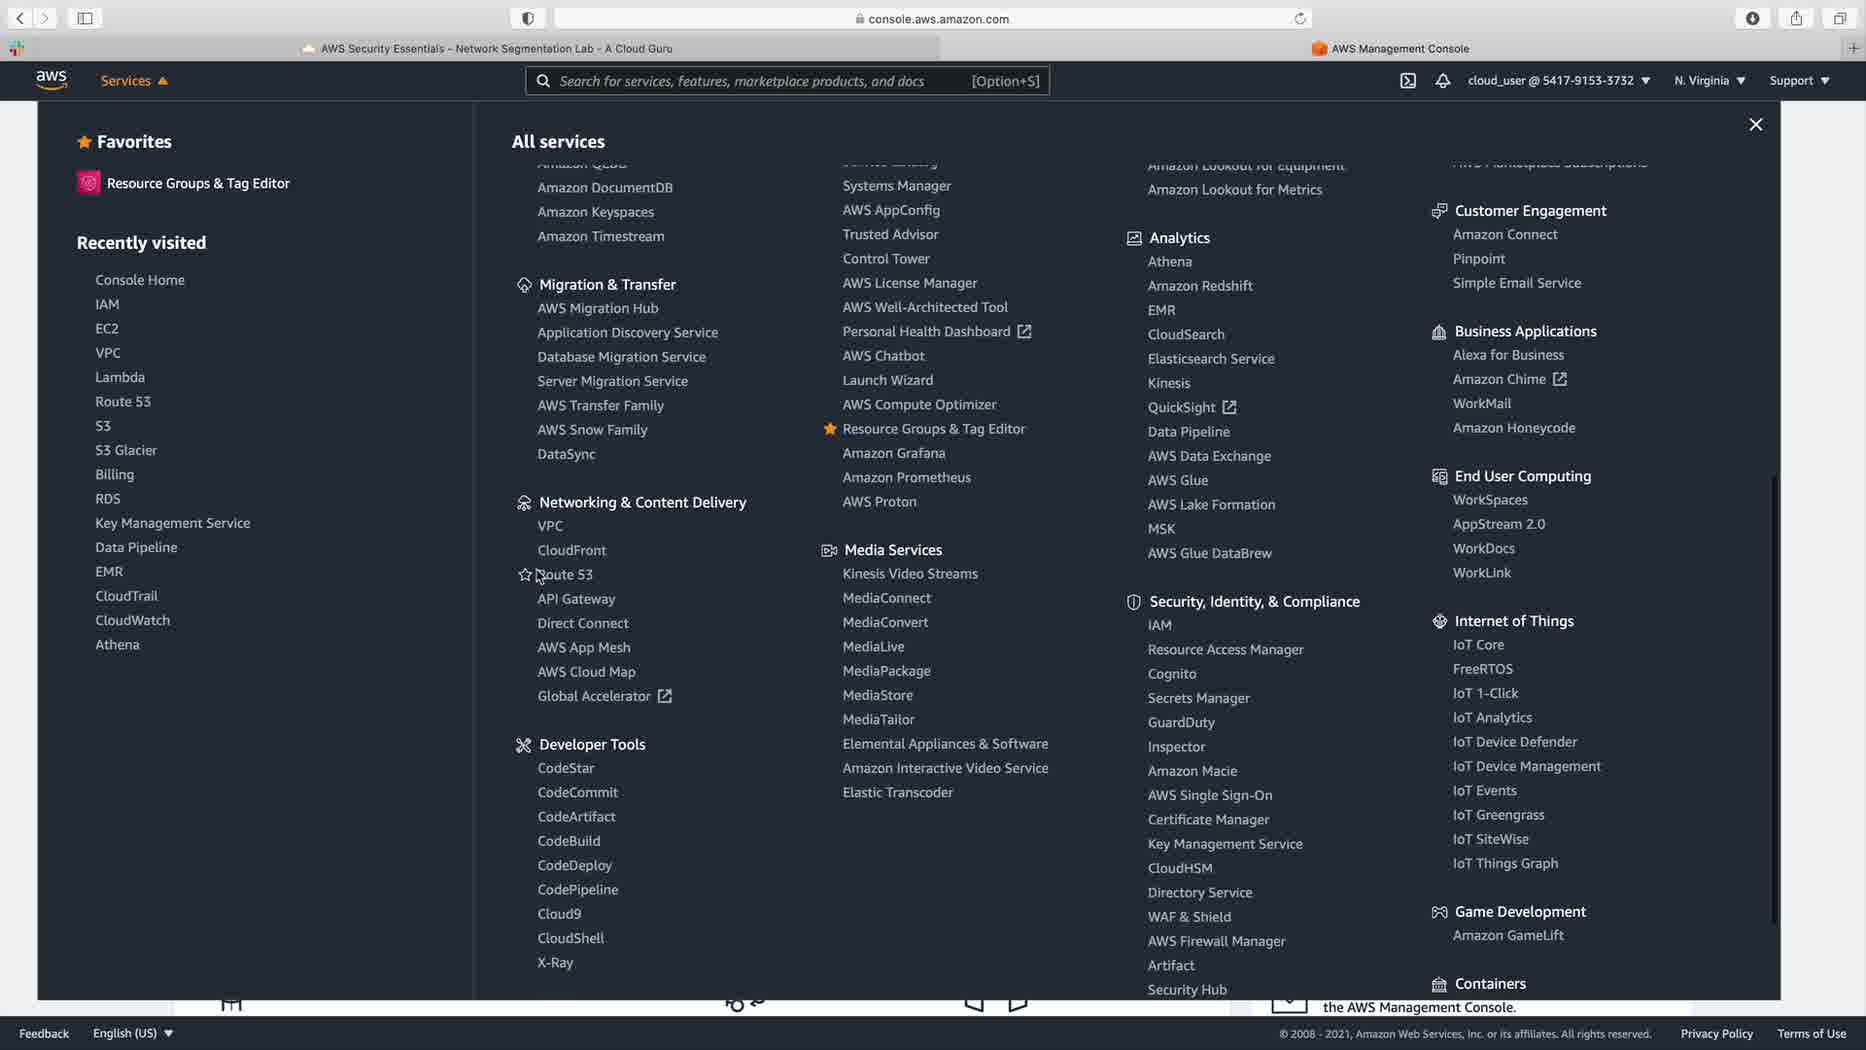 console.aws.amazon.com
AWS Security Essentials - Network Segmentation Lab - A Cloud Guru
AWS Management Console
aws
Services
Search for services, features, marketplace products, and docs
[Option+S]
cloud_user @ 5417-9153-3732
N. Virginia
Support
Favorites
Resource Groups & Tag Editor
Recently visited
Console Home
IAM
EC2
VPC
Lambda
Route 53
S3
S3 Glacier
Billing
RDS
Key Management Service
Data Pipeline
EMR
CloudTrail
CloudWatch
Athena
All services
Amazon QLDB
Amazon DocumentDB
Amazon Keyspaces
Amazon Timestream
Migration & Transfer
AWS Migration Hub
Application Discovery Service
Database Migration Service
Server Migration Service
AWS Transfer Family
AWS Snow Family
DataSync
Networking & Content Delivery
VPC
CloudFront
Route 53
API Gateway
Direct Connect
AWS App Mesh
AWS Cloud Map
Global Accelerator
Developer Tools
CodeStar
CodeCommit
CodeArtifact
CodeBuild
CodeDeploy
CodePipeline
Cloud9
CloudShell
X-Ray
Systems Manager
AWS AppConfig
Trusted Advisor
Control Tower
AWS License Manager
AWS Well-Architected Tool
Personal Health Dashboard
AWS Chatbot
Launch Wizard
AWS Compute Optimizer
Resource Groups & Tag Editor
Amazon Grafana
Amazon Prometheus
AWS Proton
Media Services
Kinesis Video Streams
MediaConnect
MediaConvert
MediaLive
MediaPackage
MediaStore
MediaTailor
Elemental Appliances & Software
Amazon Interactive Video Service
Elastic Transcoder
Amazon Lookout for Equipment
Amazon Lookout for Metrics
Analytics
Athena
Amazon Redshift
EMR
CloudSearch
Elasticsearch Service
Kinesis
QuickSight
Data Pipeline
AWS Data Exchange
AWS Glue
AWS Lake Formation
MSK
AWS Glue DataBrew
Security, Identity, & Compliance
IAM
Resource Access Manager
Cognito
Secrets Manager
GuardDuty
Inspector
Amazon Macie
AWS Single Sign-On
Certificate Manager
Key Management Service
CloudHSM
Directory Service
WAF & Shield
AWS Firewall Manager
Artifact
Security Hub
AWS Marketplace Subscriptions
Customer Engagement
Amazon Connect
Pinpoint
Simple Email Service
Business Applications
Alexa for Business
Amazon Chime
WorkMail
Amazon Honeycode
End User Computing
WorkSpaces
AppStream 2.0
WorkDocs
WorkLink
Internet of Things
IoT Core
FreeRTOS
IoT 1-Click
IoT Analytics
IoT Device Defender
IoT Device Management
IoT Events
IoT Greengrass
IoT SiteWise
IoT Things Graph
Game Development
Amazon GameLift
Containers
the AWS Management Console.
Feedback
English (US)
© 2008 - 2021, Amazon Web Services, Inc. or its affiliates. All rights reserved.
Privacy Policy
Terms of Use